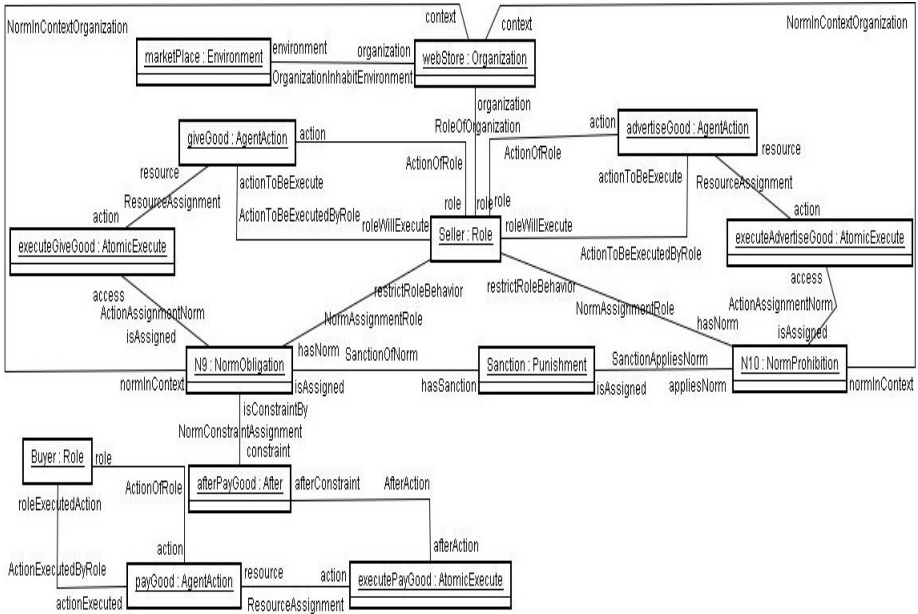 context
context
NormInContextOrganization
NormInContextOrganization
marketPlace : Environment
environment
organization
OrganizationInhabitEnvironment
webStore : Organization
organization
RoleOfOrganization
giveGood : AgentAction
action
ActionOfRole
action
ActionOfRole
advertiseGood : AgentAction
resource
ResourceAssignment
action
actionToBeExecute
ActionToBeExecutedByRole
roleWillExecute
role
role
role
roleWillExecute
actionToBeExecute
ActionToBeExecutedByRole
resource
ResourceAssignment
action
executeGiveGood : AtomicExecute
Seller : Role
executeAdvertiseGood : AtomicExecute
access
ActionAssignmentNorm
isAssigned
restrictRoleBehavior
NormAssignmentRole
hasNorm
restrictRoleBehavior
NormAssignmentRole
hasNorm
access
ActionAssignmentNorm
isAssigned
N9 : NormObligation
normInContext
SanctionOfNorm
isAssigned
hasSanction
Sanction : Punishment
SanctionAppliesNorm
isAssigned
appliesNorm
N10 : NormProhibition
normInContext
isConstraintBy
NormConstraintAssignment
constraint
Buyer : Role
role
ActionOfRole
action
afterPayGood : After
afterConstraint
AfterAction
afterAction
roleExecutedAction
ActionExecutedByRole
actionExecuted
payGood : AgentAction
resource
action
ResourceAssignment
executePayGood : AtomicExecute